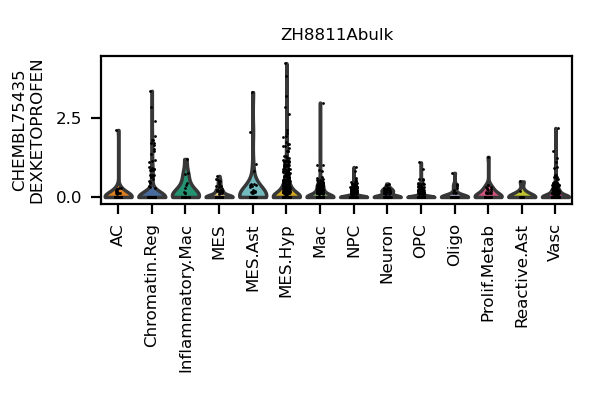 ZH8811Abulk
CHEMBL75435
DEXKETOPROFEN
2.5
0.0
AC
Chromatin.Reg
Inflammatory.Mac
MES
MES.Ast
MES.Hyp
Mac
NPC
Neuron
OPC
Oligo
Prolif.Metab
Reactive.Ast
Vasc